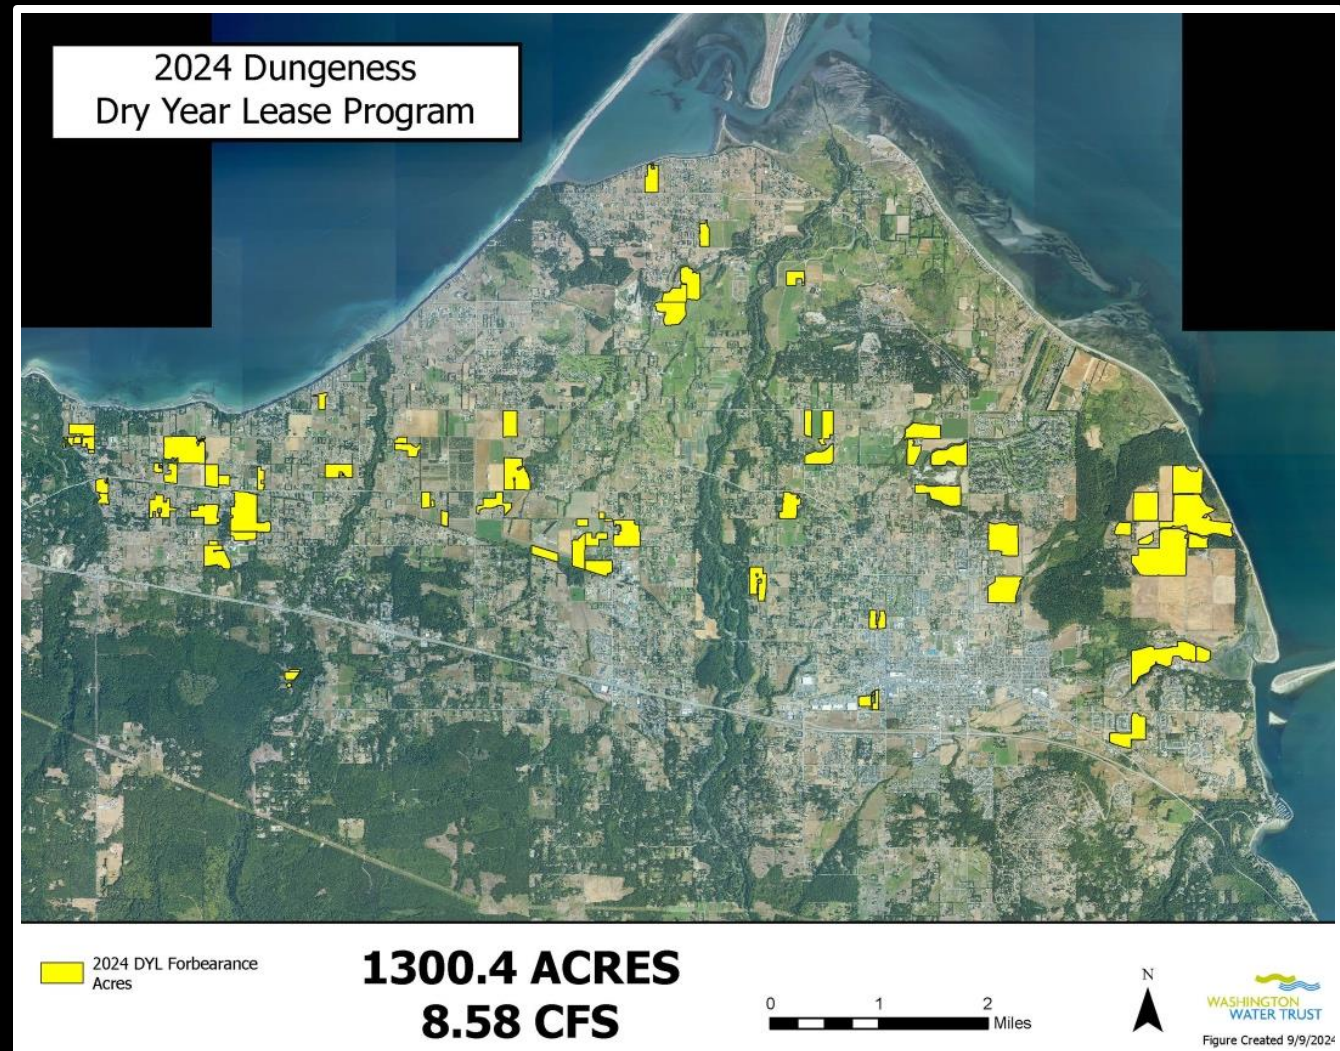 2024 Dungeness
Dry Year Lease Program
2024 DYL Forbearance
Acres
1300.4 ACRES
8.58 CFS
0 1 2
Miles
N
WASHINGTON
WATER TRUST
Figure Created 9/9/2024